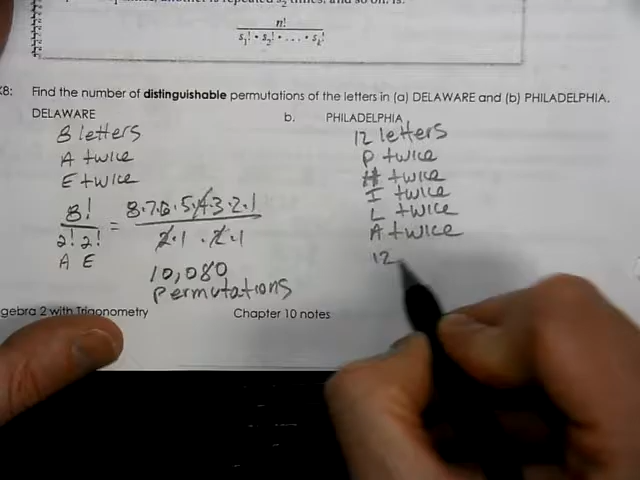 n!
s₁! • s₂! • . . . • sₖ!
Find the number of distinguishable permutations of the letters in (a) DELAWARE and (b) PHILADELPHIA.
DELAWARE
8 letters
A twice
E twice
8! / 2! 2! = 8·7·6·5·4·3·2·1 / 2·1 · 2·1
A E
10,080
permutations
b. PHILADELPHIA
12 letters
P twice
H twice
I twice
L twice
A twice
12
gebra 2 with Trigonometry
Chapter 10 notes